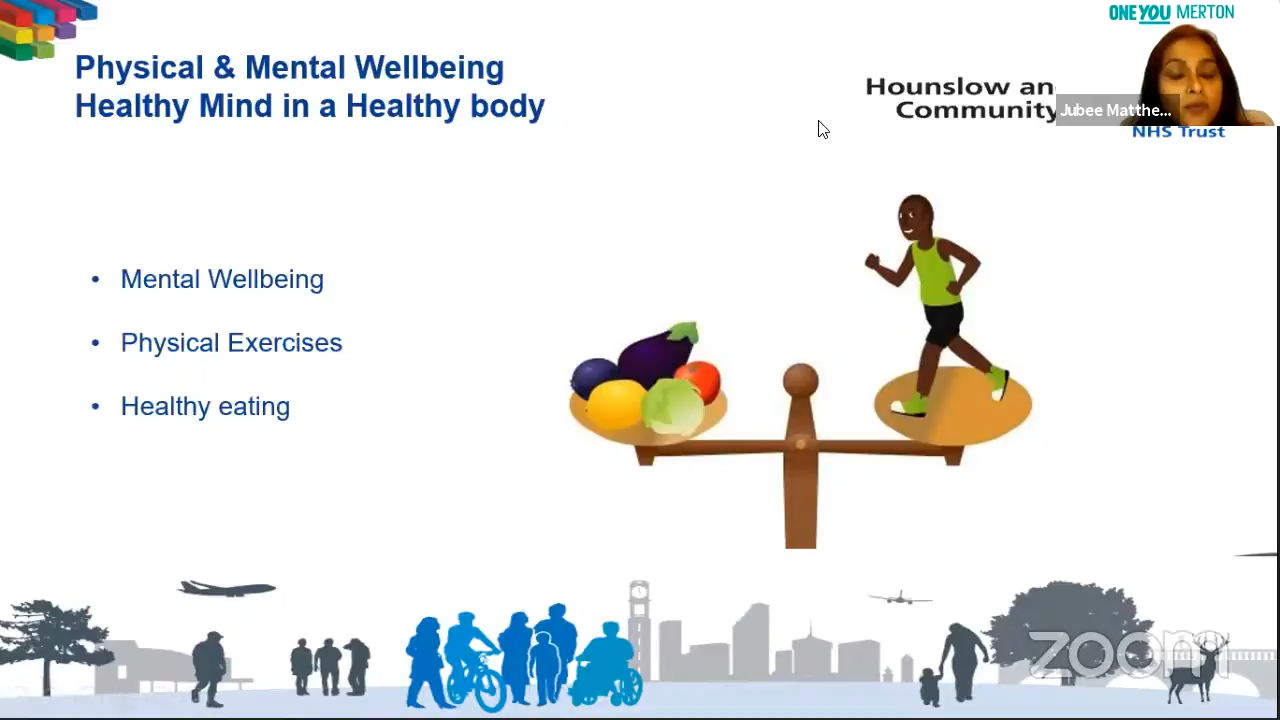 ONE YOU MERTON
Physical & Mental Wellbeing
Healthy Mind in a Healthy body
Hounslow an
Community
Jubee Matthe...
NHS Trust
• Mental Wellbeing
• Physical Exercises
• Healthy eating
zoom